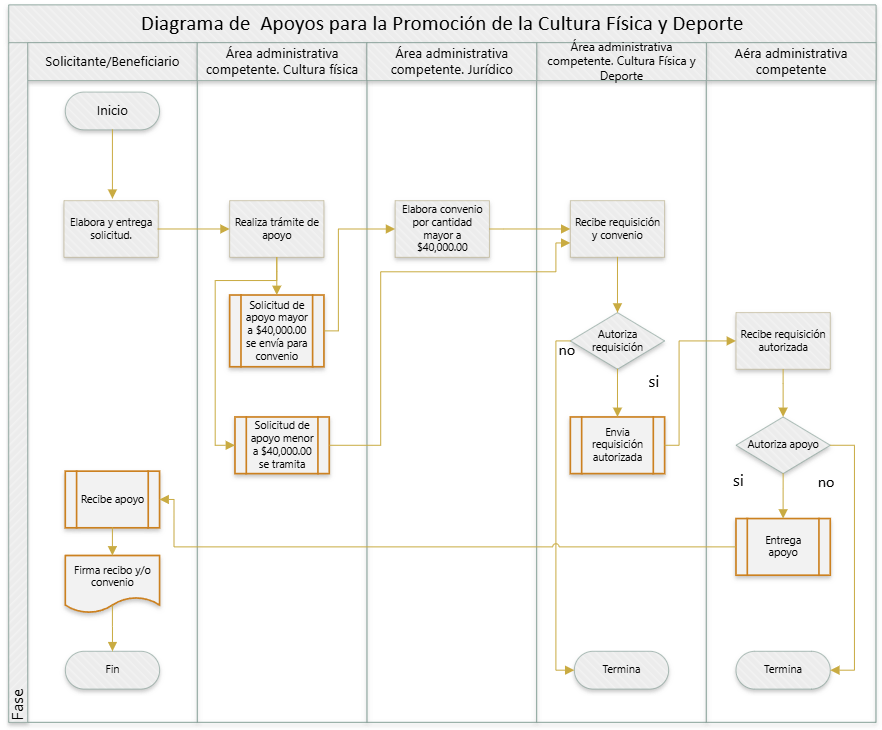 Diagrama de Apoyos para la Promoción de la Cultura Física y Deporte
Solicitante/Beneficiario
Área administrativa
competente. Cultura física
Área administrativa
competente. Jurídico
Área administrativa
competente. Cultura Física y
Deporte
Aéra administrativa
competente
Inicio
Elabora y entrega
solicitud.
Realiza trámite de
apoyo
Elabora convenio
por cantidad
mayor a
$40,000.00
Recibe requisición
y convenio
Solicitud de
apoyo mayor
a $40,000.00
se envía para
convenio
Autoriza
requisición
no
si
Recibe requisición
autorizada
Solicitud de
apoyo menor
a $40,000.00
se tramita
Envia
requisición
autorizada
Autoriza apoyo
si
no
Recibe apoyo
Entrega
apoyo
Firma recibo y/o
convenio
Fin
Termina
Termina
Fase